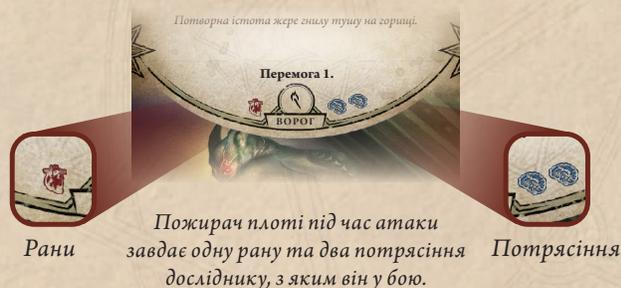 Потворна істота жере гнилу тушу на горищі.
Перемога 1.
ВОРОГ
Пожирач плоті під час атаки
Рани
завдає одну рану та два потрясіння
Потрясіння
досліднику, з яким він у бою.